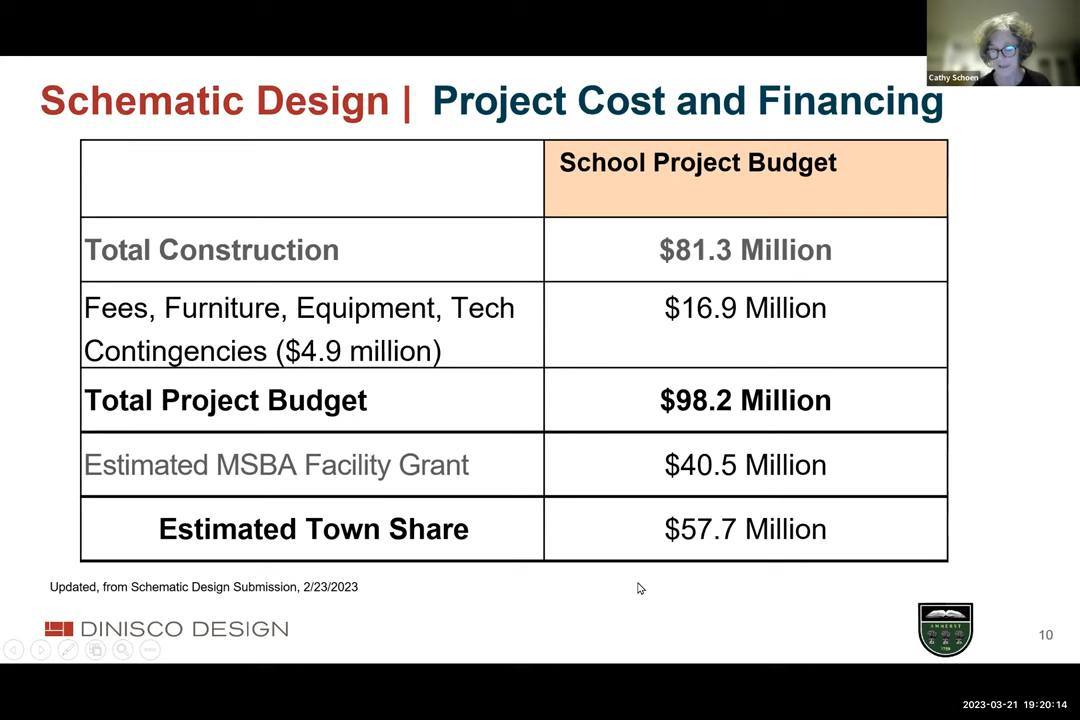 Cathy Schoen
Schematic Design | Project Cost and Financing
School Project Budget
Total Construction $81.3 Million
Fees, Furniture, Equipment, Tech $16.9 Million
Contingencies ($4.9 million)
Total Project Budget $98.2 Million
Estimated MSBA Facility Grant $40.5 Million
Estimated Town Share $57.7 Million
Updated, from Schematic Design Submission, 2/23/2023
DINISCO DESIGN
AMHERST
10
2023-03-21 19:20:14